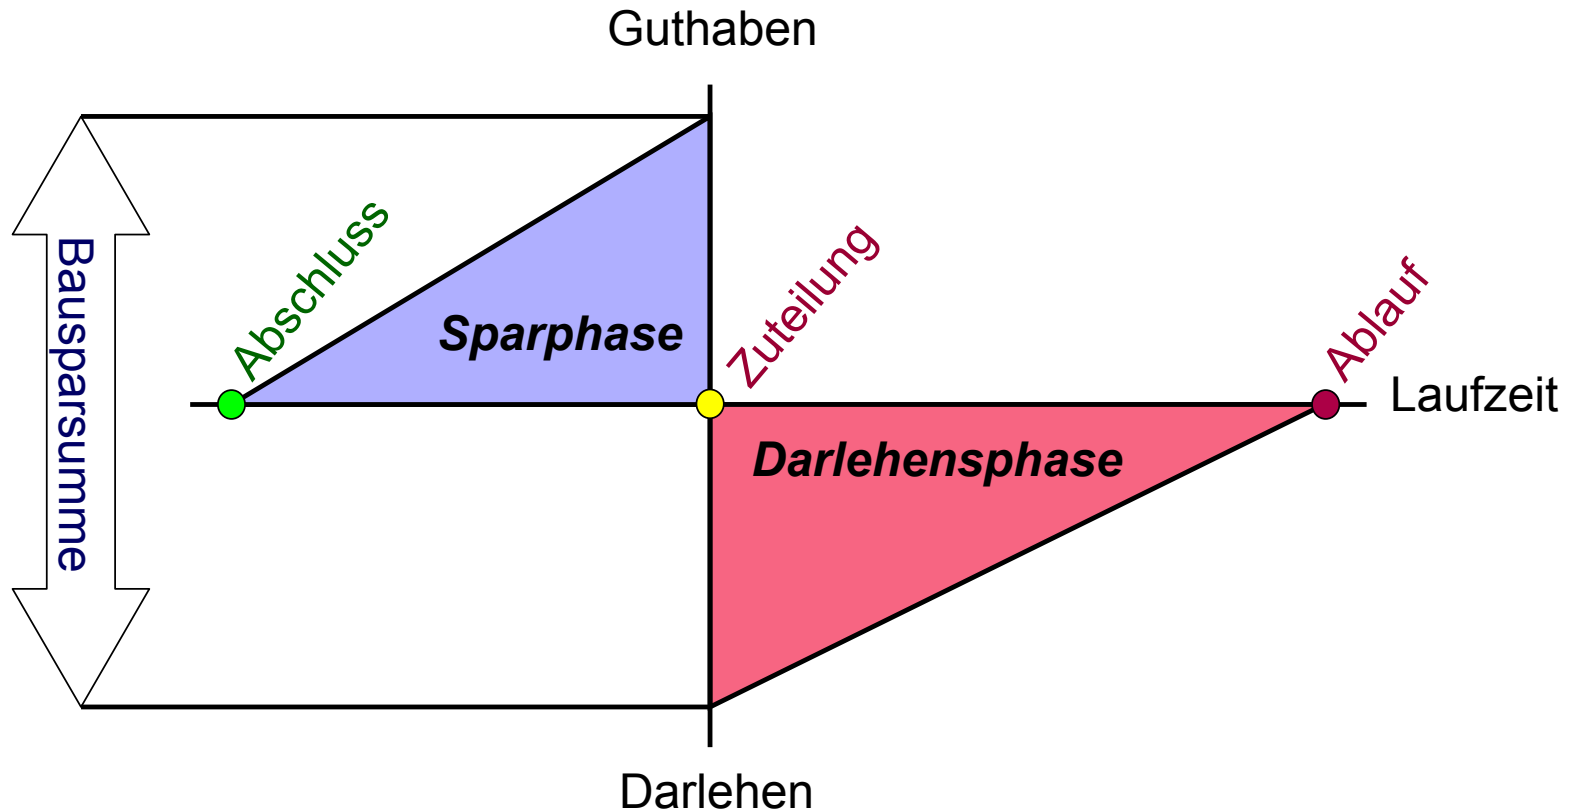 Guthaben
Abschluss
Bausparsumme
Zuteilung
Ablauf
Sparphase
Laufzeit
Darlehensphase
Darlehen